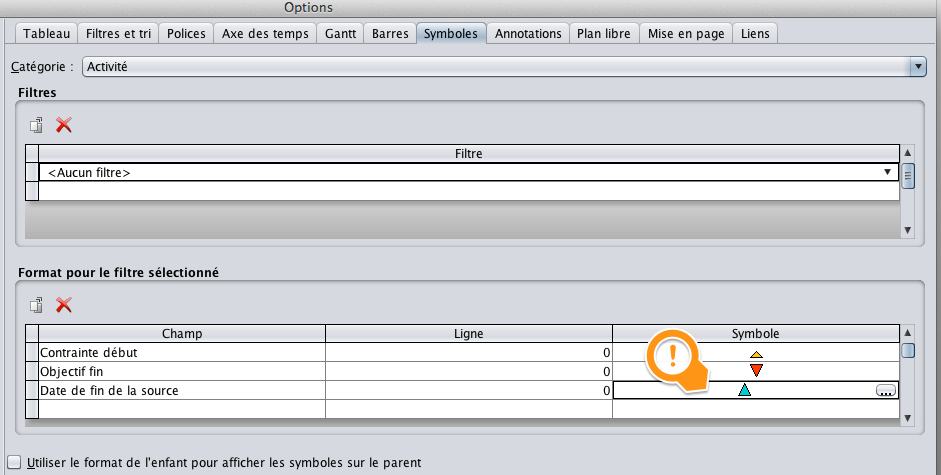 Options
Tableau Filtres et tri Polices Axe des temps Gantt Barres Symboles Annotations Plan libre Mise en page Liens
Catégorie : Activité
Filtres
Filtre
<Aucun filtre>
Format pour le filtre sélectionné
Champ Ligne Symbole
Contrainte début 0
Objectif fin 0
Date de fin de la source 0 ...
!
Utiliser le format de l'enfant pour afficher les symboles sur le parent